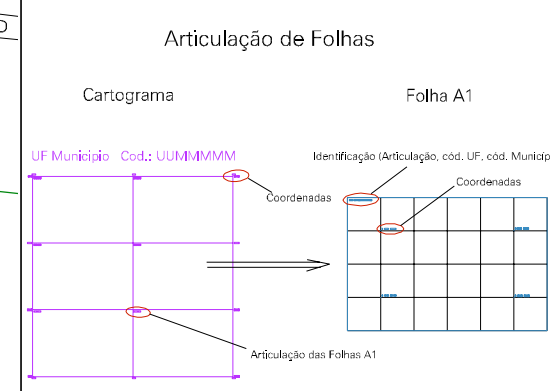 Articulação de Folhas
Cartograma
Folha A1
UF Municipio Cod.: UUMMMMM
Identificação (Articulação, cód. UF, cód. Municíp
Coordenadas
Coordenadas
Articulação das Folhas A1